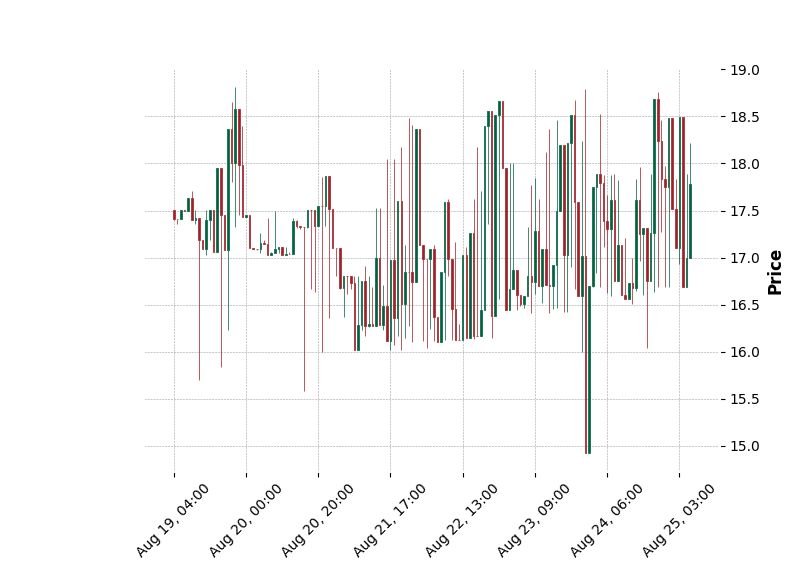 19.0
18.5
18.0
17.5
17.0
16.5
16.0
15.5
15.0
Price
Aug 19, 04:00
Aug 20, 00:00
Aug 20, 20:00
Aug 21, 17:00
Aug 22, 13:00
Aug 23, 09:00
Aug 24, 06:00
Aug 25, 03:00